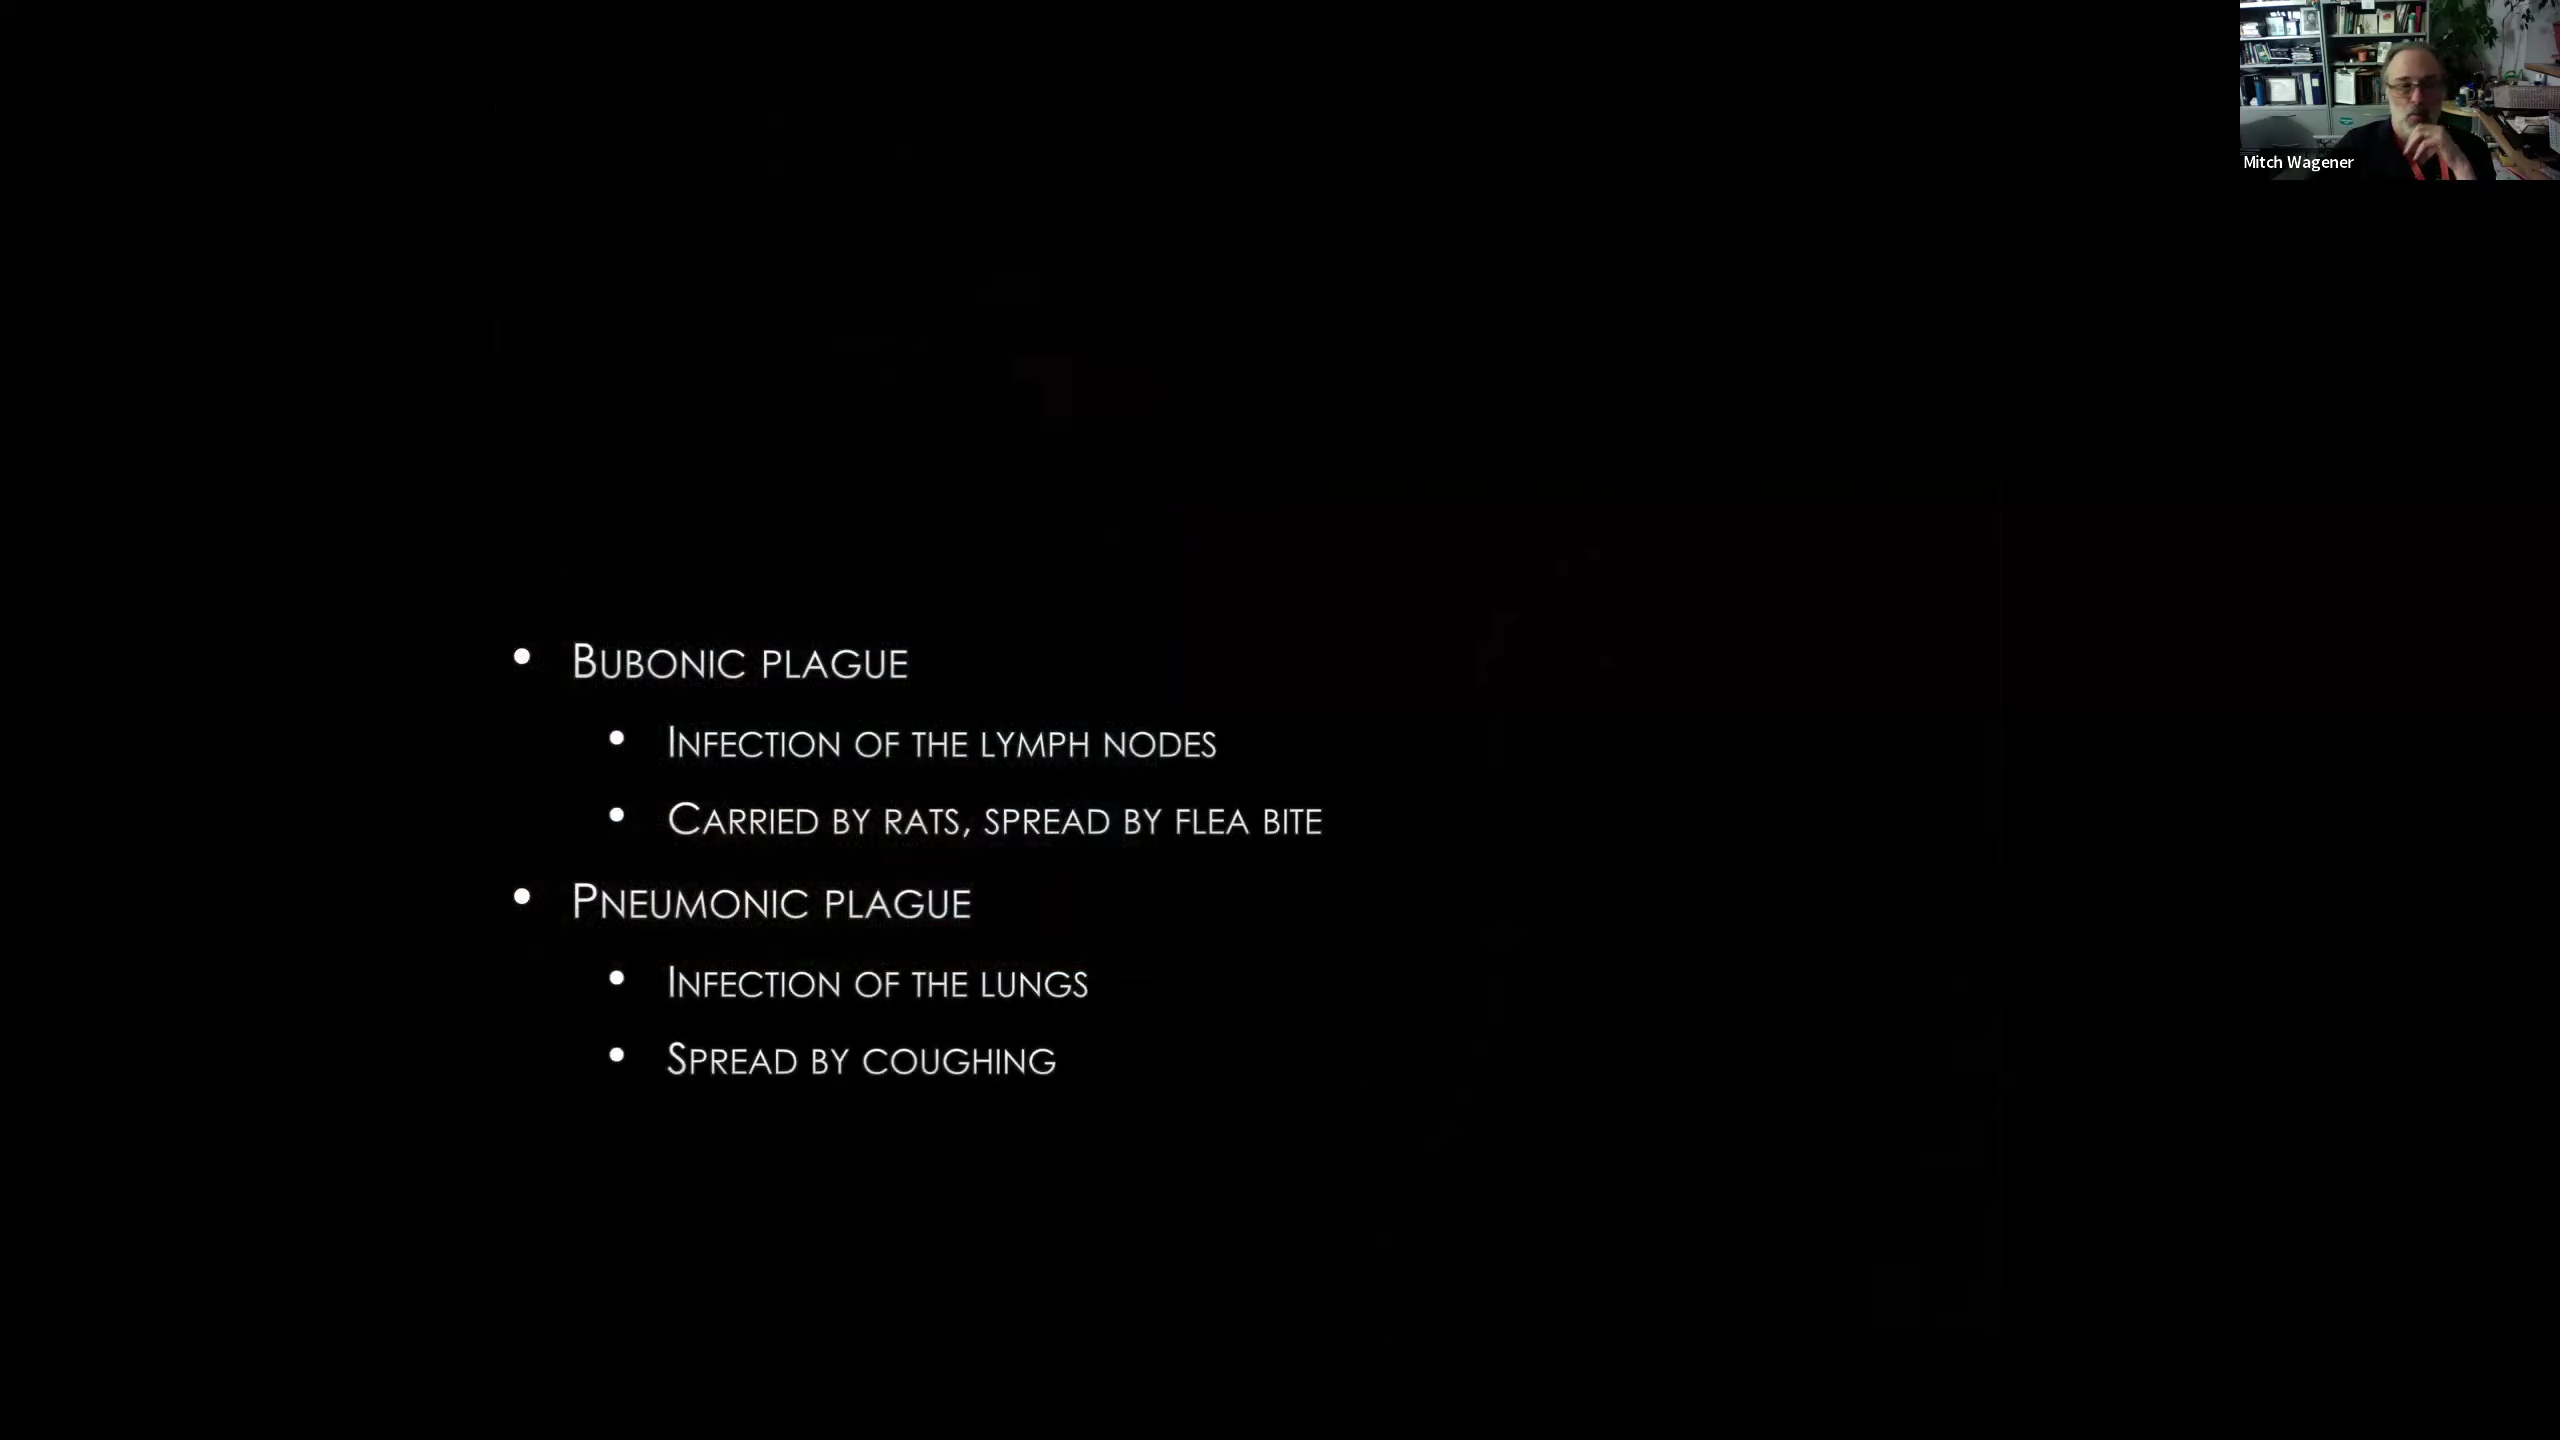 Mitch Wagener
• Bubonic plague
• Infection of the lymph nodes
• Carried by rats, spread by flea bite
• Pneumonic plague
• Infection of the lungs
• Spread by coughing